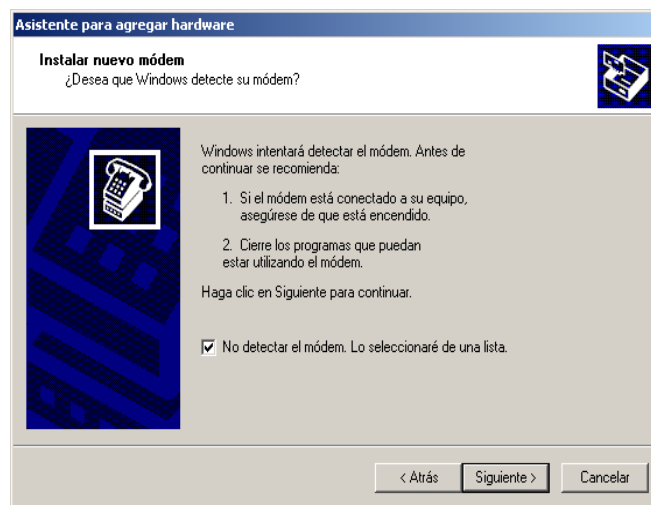 Asistente para agregar hardware
Instalar nuevo módem
¿Desea que Windows detecte su módem?
Windows intentará detectar el módem. Antes de
continuar se recomienda:
1. Si el módem está conectado a su equipo,
asegúrese de que está encendido.
2. Cierre los programas que puedan
estar utilizando el módem.
Haga clic en Siguiente para continuar.
No detectar el módem. Lo seleccionaré de una lista.
< Atrás Siguiente > Cancelar